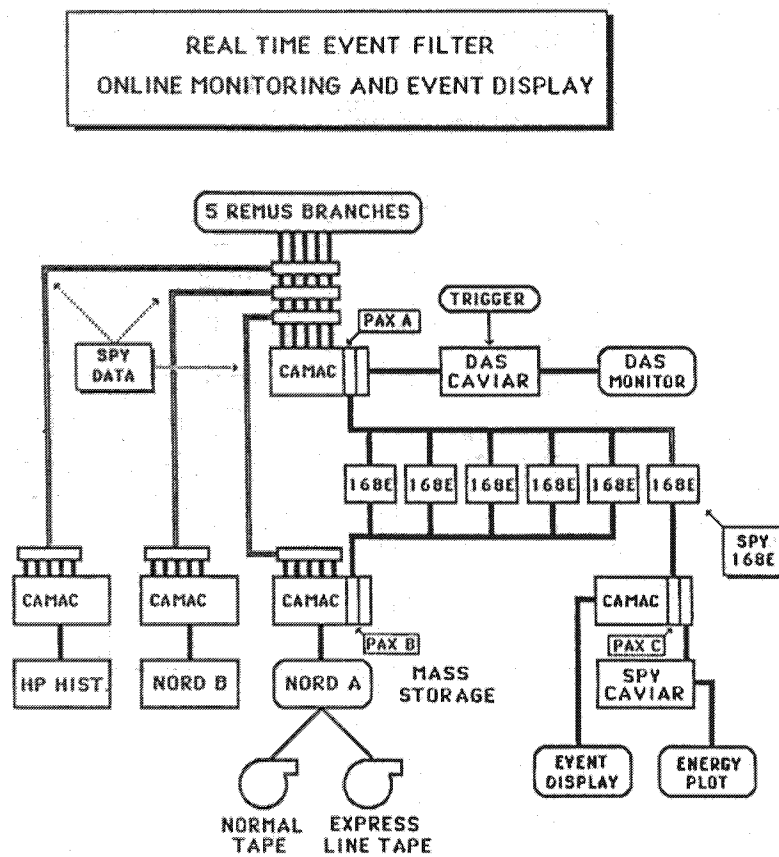 REAL TIME EVENT FILTER
ONLINE MONITORING AND EVENT DISPLAY
5 REMUS BRANCHES
TRIGGER
PAX A
SPY
DATA
CAMAC
DAS
CAVIAR
DAS
MONITOR
168E
168E
168E
168E
168E
168E
SPY
168E
CAMAC
CAMAC
CAMAC
CAMAC
PAX B
PAX C
HP HIST.
NORD B
NORD A
MASS
STORAGE
SPY
CAVIAR
EVENT
DISPLAY
ENERGY
PLOT
NORMAL
TAPE
EXPRESS
LINE TAPE